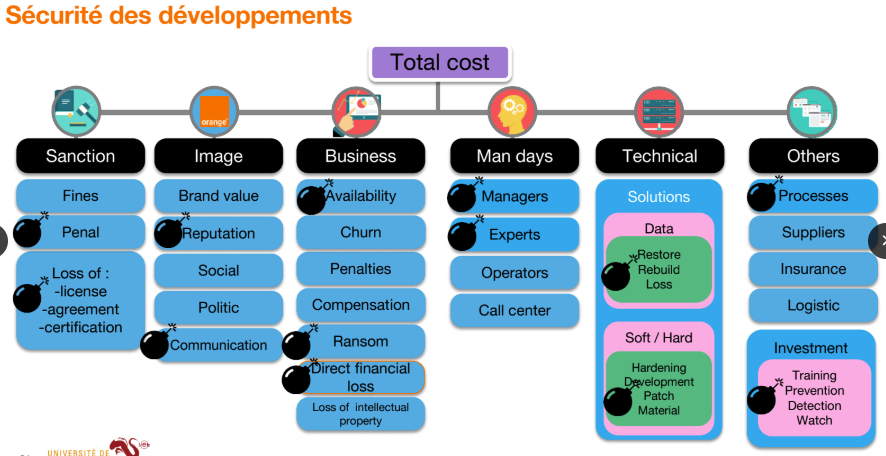 Sécurité des développements
Total cost
orange
Sanction
Fines
Penal
Loss of :
-license
-agreement
-certification
Image
Brand value
Reputation
Social
Politic
Communication
Business
Availability
Churn
Penalties
Compensation
Ransom
Direct financial
loss
Loss of intellectual
property
Man days
Managers
Experts
Operators
Call center
Technical
Solutions
Data
Restore
Rebuild
Loss
Soft / Hard
Hardening
Development
Patch
Material
Others
Processes
Suppliers
Insurance
Logistic
Investment
Training
Prevention
Detection
Watch
UNIVERSITÉ DE